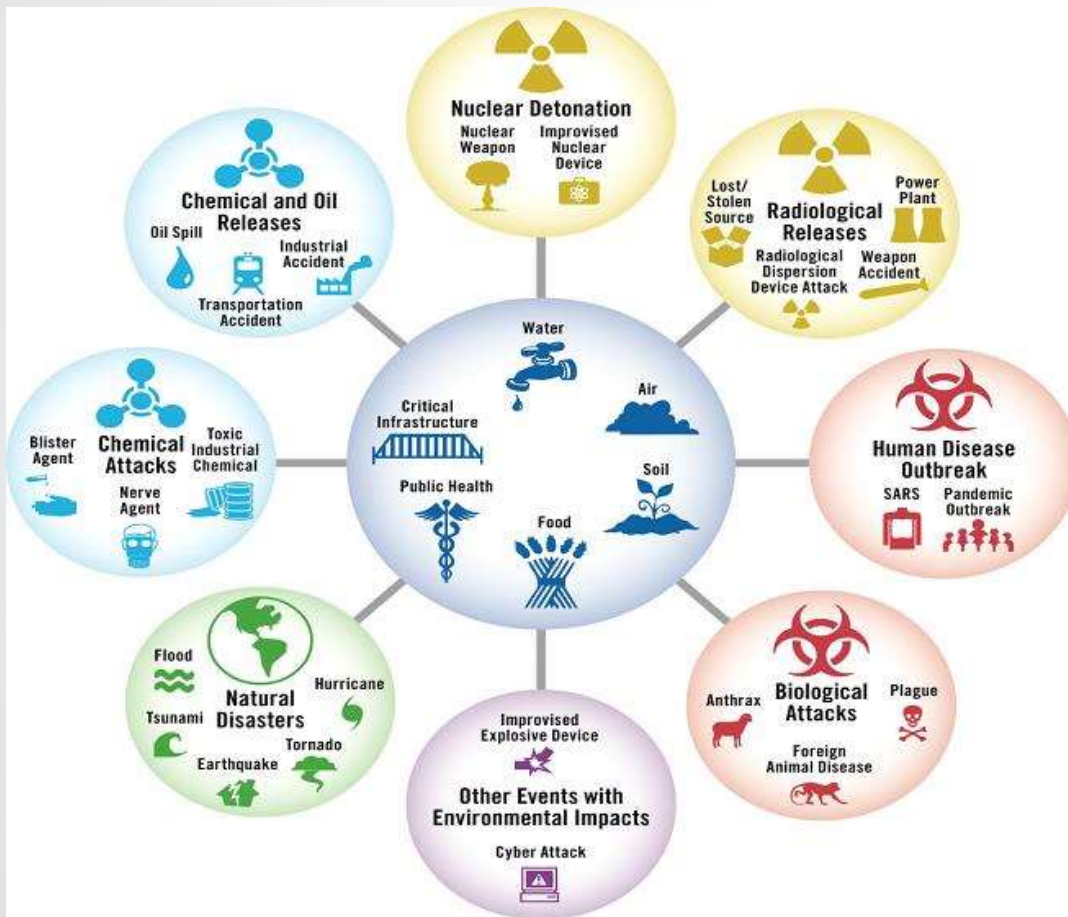 Nuclear Detonation
Nuclear
Weapon
Improvised
Nuclear
Device
Chemical and Oil
Releases
Oil Spill
Industrial
Accident
Transportation
Accident
Lost/
Stolen
Source
Power
Plant
Radiological
Releases
Radiological
Dispersion
Device Attack
Weapon
Accident
Water
Air
Critical
Infrastructure
Soil
Public Health
Food
Chemical
Attacks
Blister
Agent
Toxic
Industrial
Chemical
Nerve
Agent
Human Disease
Outbreak
SARS
Pandemic
Outbreak
Natural
Disasters
Flood
Hurricane
Tsunami
Tornado
Earthquake
Improvised
Explosive Device
Other Events with
Environmental Impacts
Cyber Attack
Biological
Attacks
Anthrax
Plague
Foreign
Animal Disease